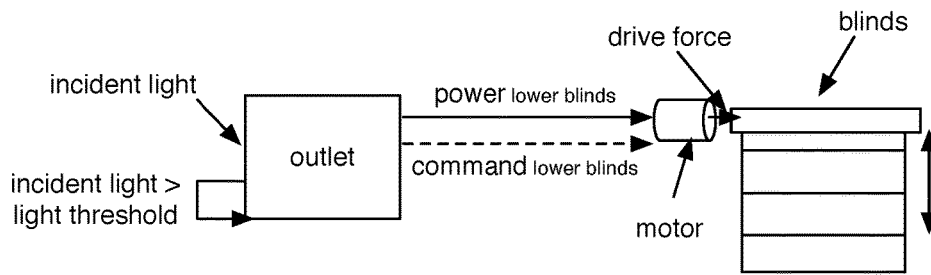 blinds
drive force
incident light
power lower blinds
outlet
command lower blinds
incident light >
light threshold
motor